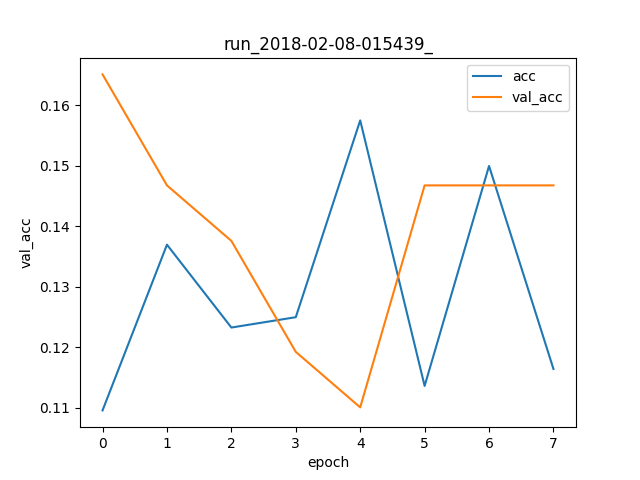 run_2018-02-08-015439_
acc
val_acc
0.16
0.15
0.14
0.13
0.12
0.11
val_acc
0 1 2 3 4 5 6 7
epoch